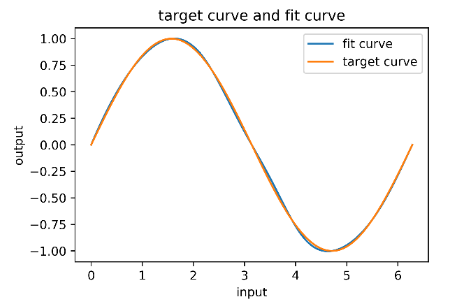 target curve and fit curve
fit curve
target curve
1.00
0.75
0.50
0.25
0.00
−0.25
−0.50
−0.75
−1.00
output
0 1 2 3 4 5 6
input